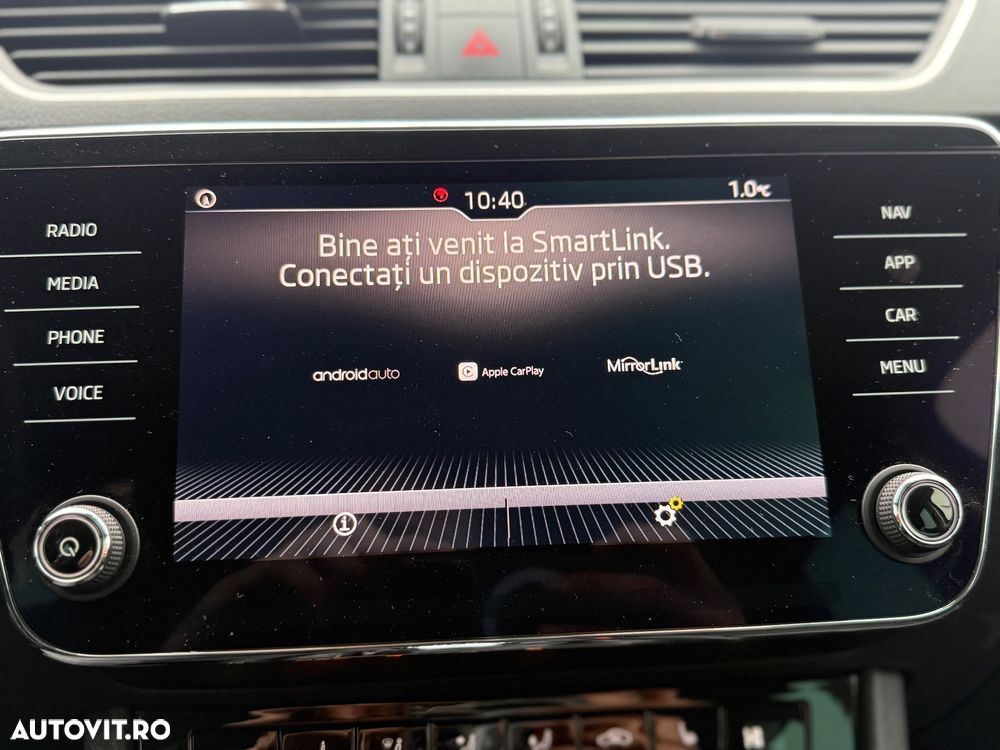 10:40
1.0°C
Bine ați venit la SmartLink.
Conectați un dispozitiv prin USB.
androidauto
Apple CarPlay
MirrorLink
RADIO
MEDIA
PHONE
VOICE
NAV
APP
CAR
MENU
AUTOVIT.RO